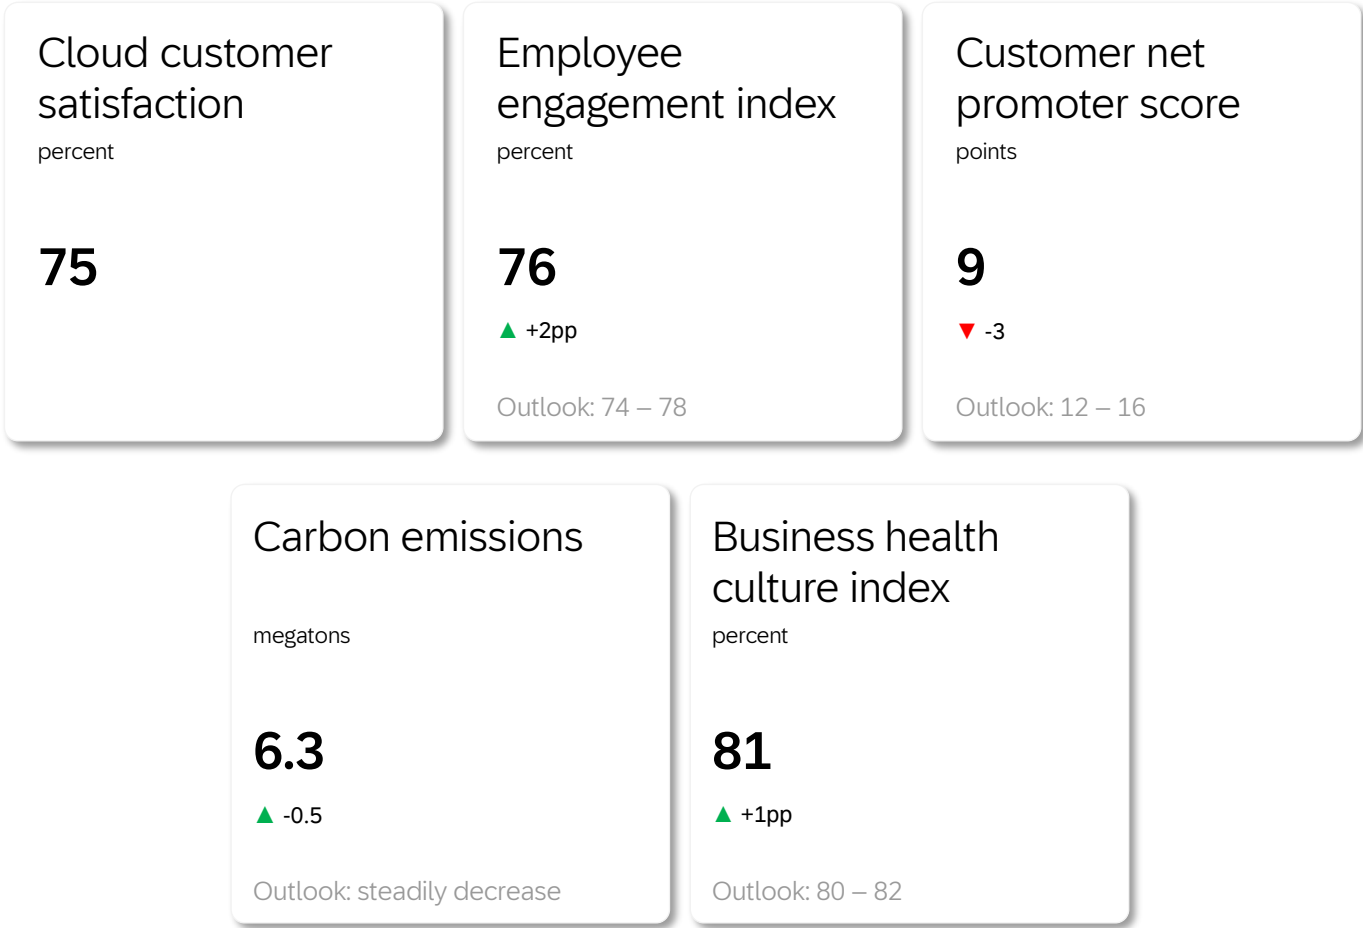 Cloud customer
satisfaction
percent
75
Employee
engagement index
percent
76
▲ +2pp
Outlook: 74 – 78
Customer net
promoter score
points
9
▼ -3
Outlook: 12 – 16
Carbon emissions
megatons
6.3
▲ -0.5
Outlook: steadily decrease
Business health
culture index
percent
81
▲ +1pp
Outlook: 80 – 82